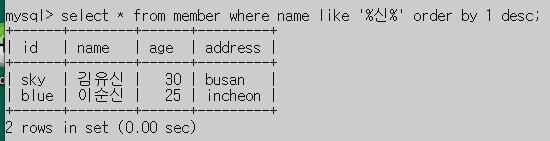 mysql> select * from member where name like '%신%' order by 1 desc;
+------+--------+------+---------+
| id | name | age | address |
+------+--------+------+---------+
| sky | 김유신 | 30 | busan |
| blue | 이순신 | 25 | incheon |
+------+--------+------+---------+
2 rows in set (0.00 sec)